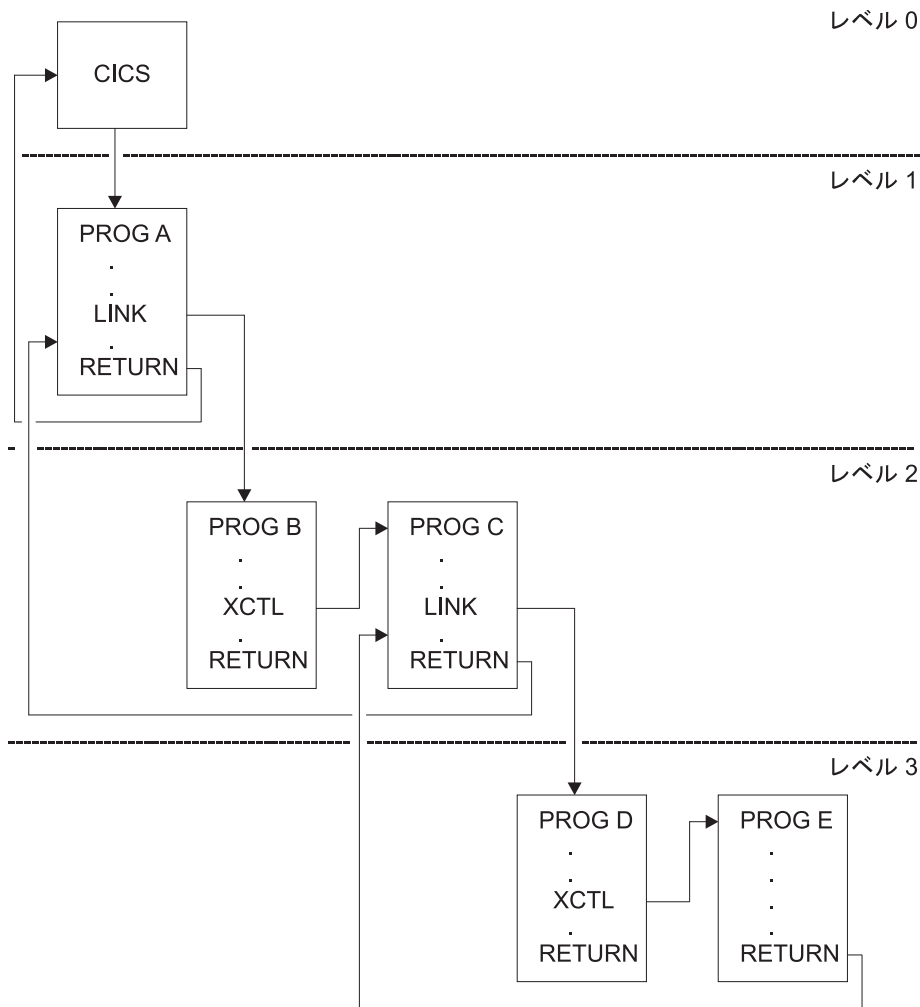 レベル 0
CICS
レベル 1
PROG A
.
.
LINK
.
RETURN
レベル 2
PROG B
.
.
XCTL
.
RETURN
PROG C
.
.
LINK
.
RETURN
レベル 3
PROG D
.
.
XCTL
.
RETURN
PROG E
.
.
.
.
RETURN